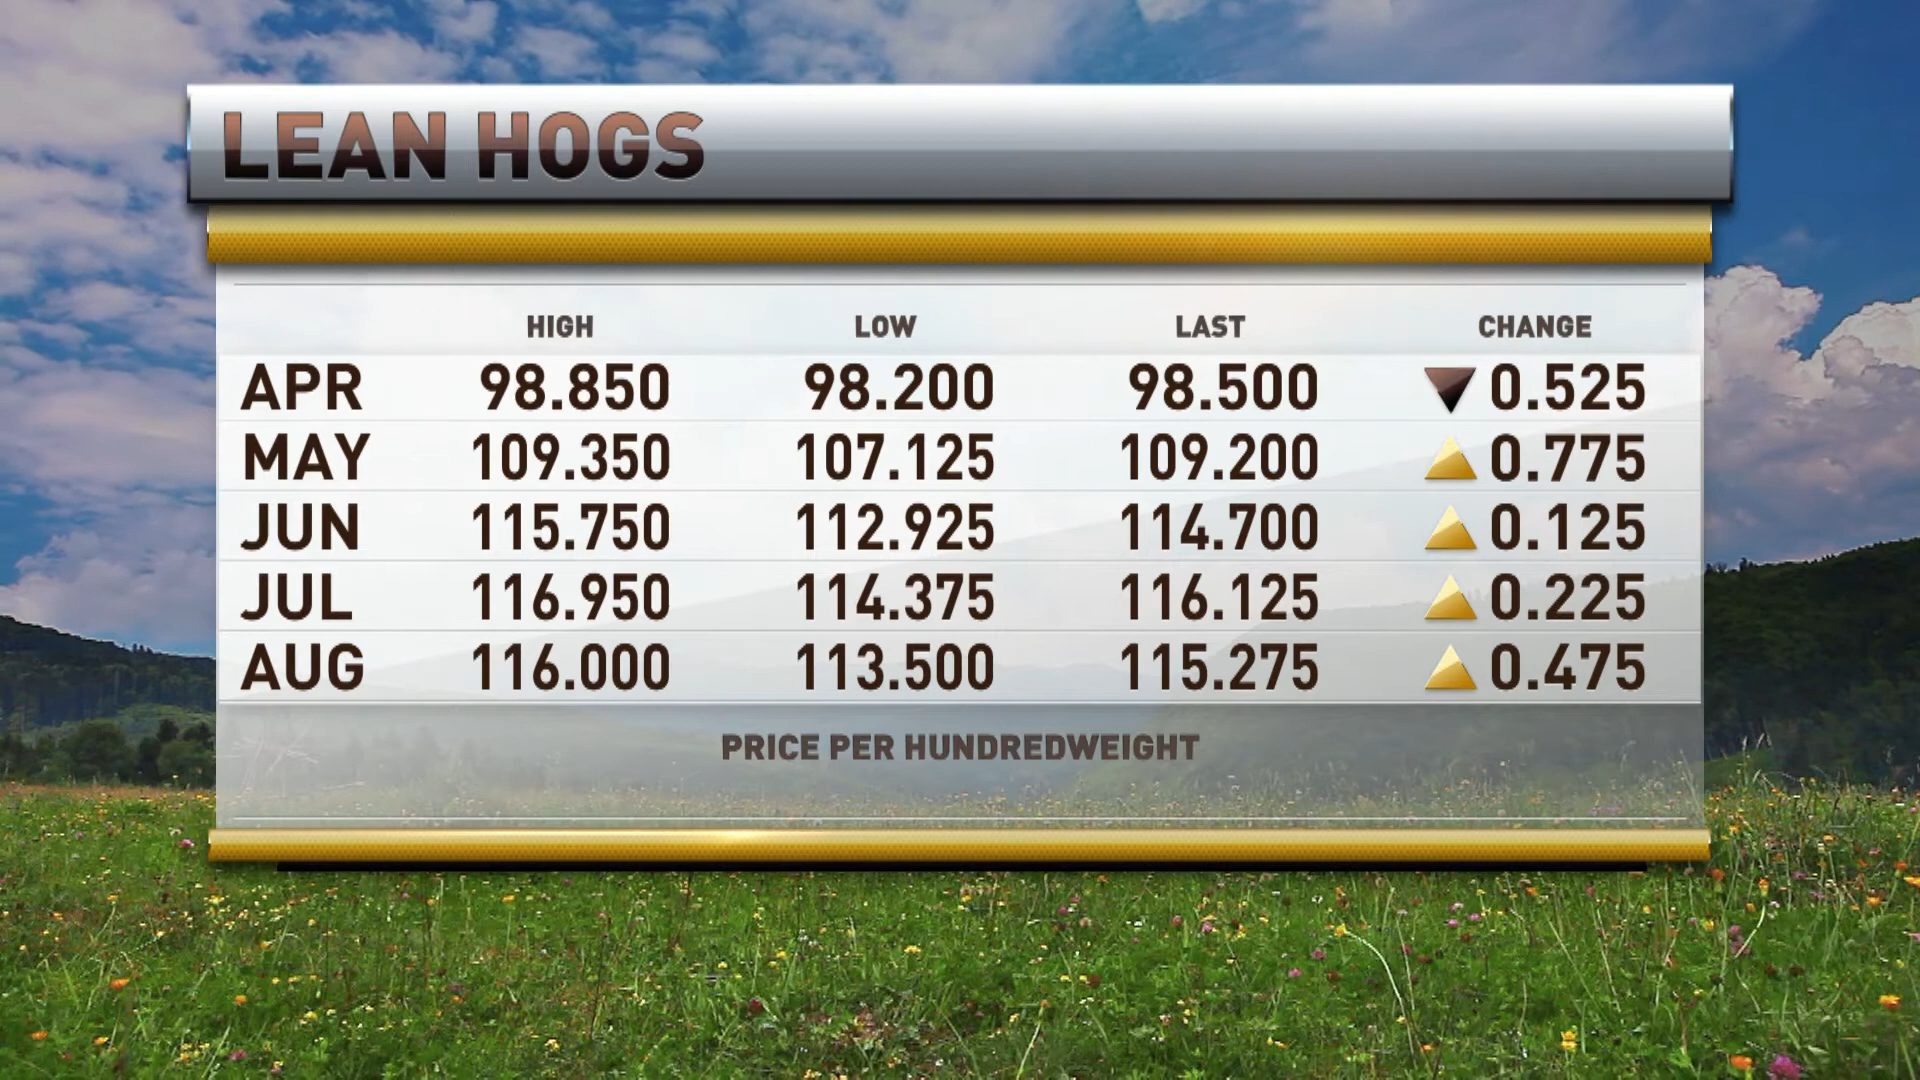 LEAN HOGS
HIGH LOW LAST CHANGE
APR 98.850 98.200 98.500 ▼ 0.525
MAY 109.350 107.125 109.200 ▲ 0.775
JUN 115.750 112.925 114.700 ▲ 0.125
JUL 116.950 114.375 116.125 ▲ 0.225
AUG 116.000 113.500 115.275 ▲ 0.475
PRICE PER HUNDREDWEIGHT